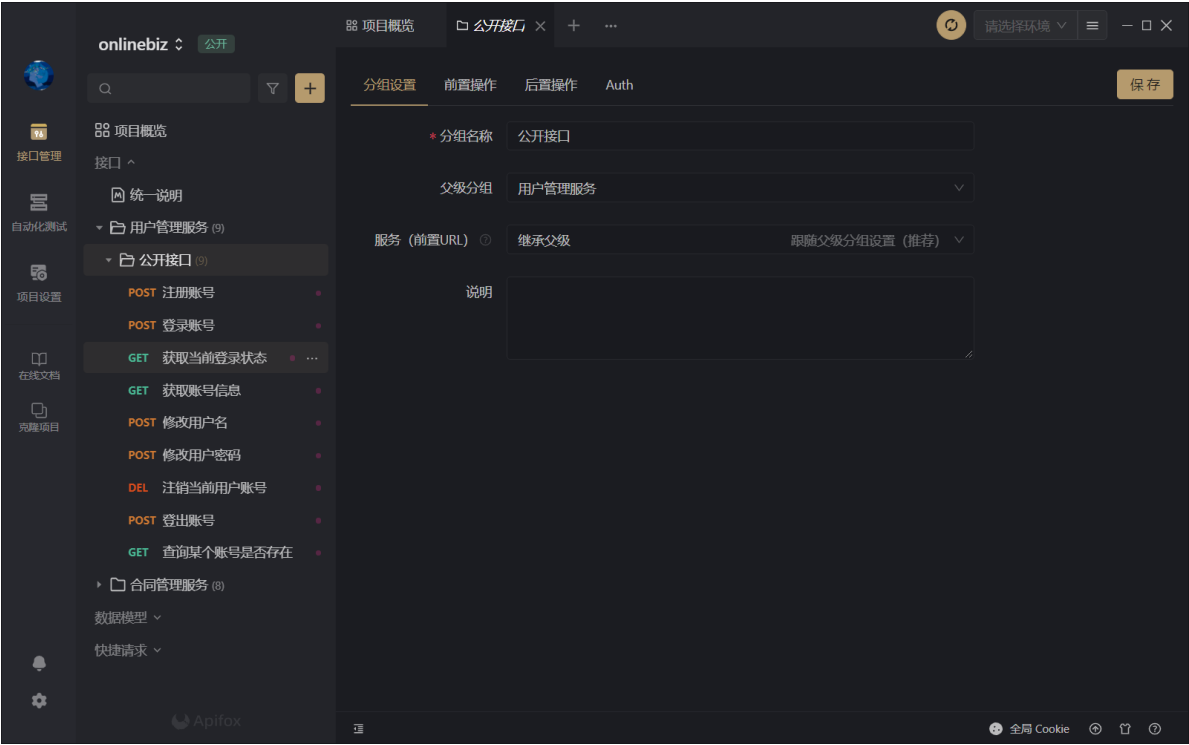 onlinebiz 公开
项目概览 公开接口
请选择环境
接口管理
自动化测试
项目设置
在线文档
克隆项目
项目概览
接口
统一说明
用户管理服务 (9)
公开接口 (9)
POST 注册账号
POST 登录账号
GET 获取当前登录状态
GET 获取账号信息
POST 修改用户名
POST 修改用户密码
DEL 注销当前用户账号
POST 登出账号
GET 查询某个账号是否存在
合同管理服务 (8)
数据模型
快捷请求
Apifox
分组设置 前置操作 后置操作 Auth 保存
* 分组名称 公开接口
父级分组 用户管理服务
服务（前置URL） 继承父级 跟随父级分组设置（推荐）
说明
全局 Cookie